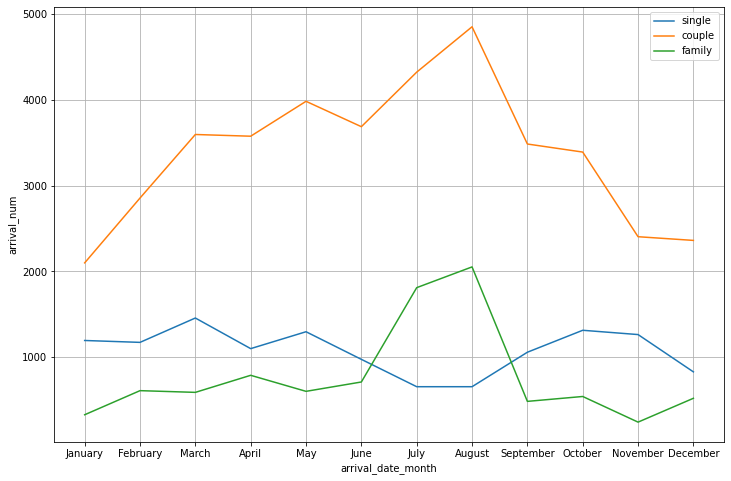 5000
4000
3000
2000
1000
arrival_num
single
couple
family
January February March April May June July August September October November December
arrival_date_month